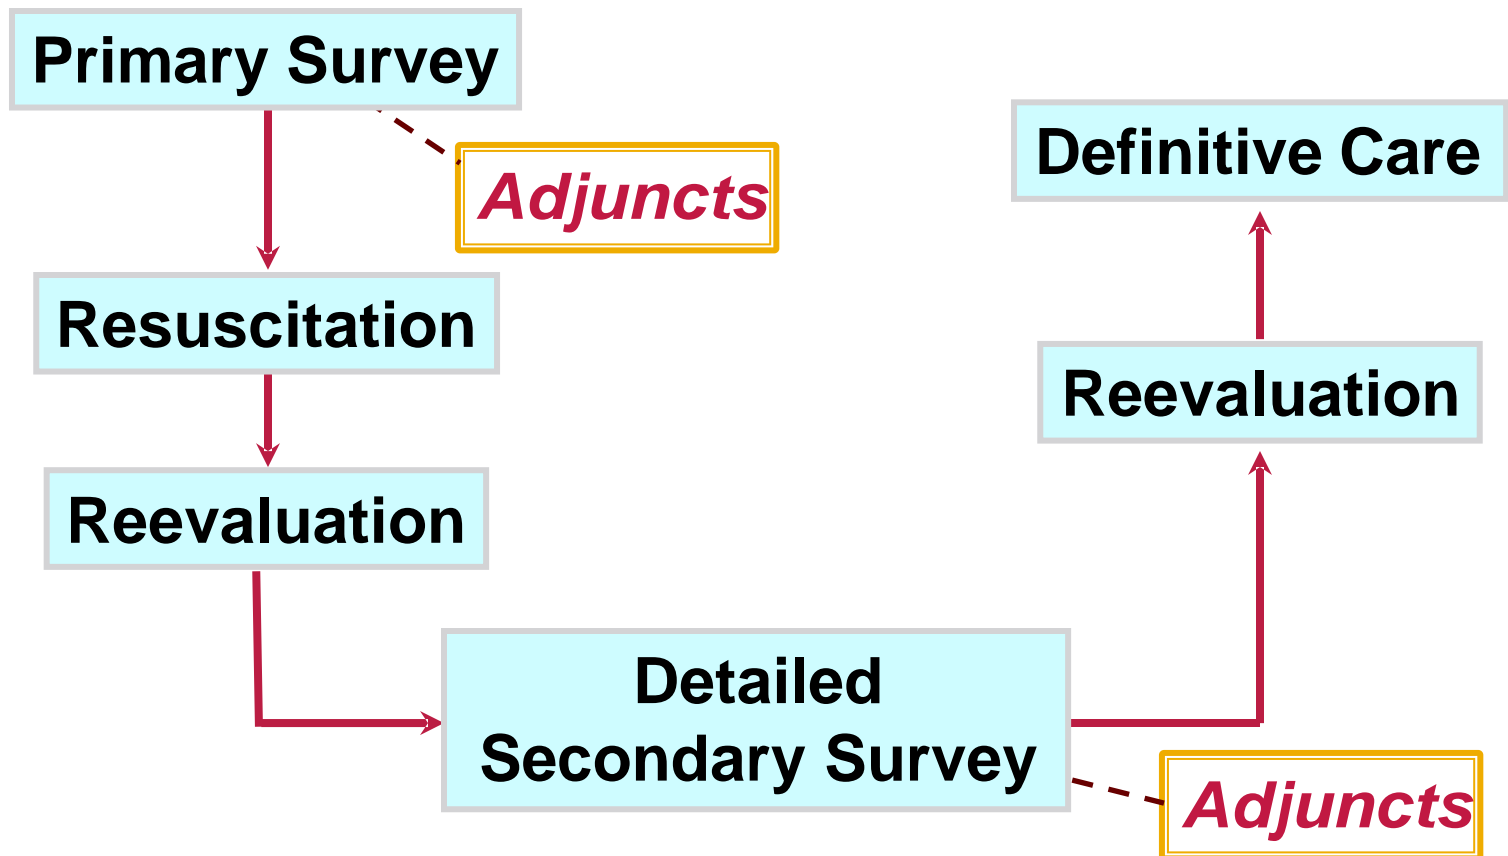 Primary Survey
Adjuncts
Resuscitation
Reevaluation
Detailed
Secondary Survey
Adjuncts
Reevaluation
Definitive Care